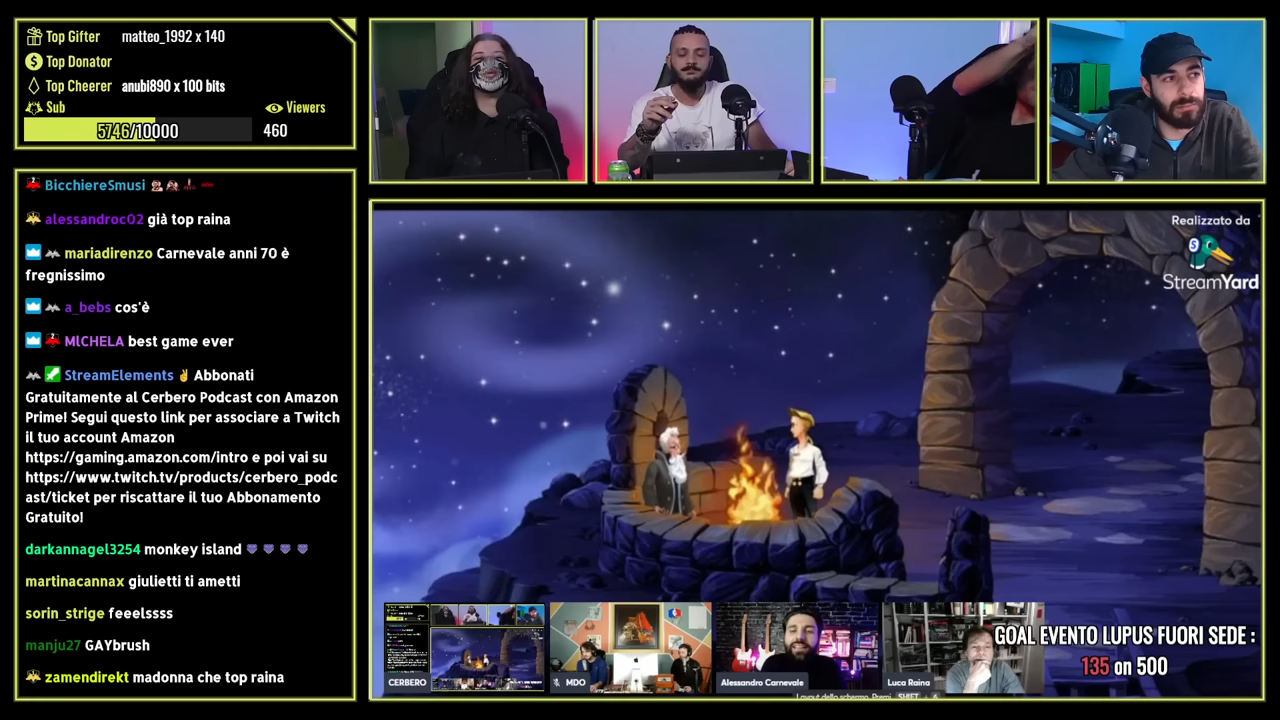 Top Gifter matteo_1992 x 140
Top Donator
Top Cheerer anubi890 x 100 bits
Sub Viewers
5746/10000 460
BicchiereSmusi
alessandroc02 già top raina
mariadirenzo Carnevale anni 70 è
fregnissimo
a_bebs cos'è
MlCHELA best game ever
StreamElements ✌ Abbonati
Gratuitamente al Cerbero Podcast con Amazon
Prime! Segui questo link per associare a Twitch
il tuo account Amazon
https://gaming.amazon.com/intro e poi vai su
https://www.twitch.tv/products/cerbero_podc
ast/ticket per riscattare il tuo Abbonamento
Gratuito!
darkannagel3254 monkey island
martinacannax giulietti ti ametti
sorin_strige feeelssss
manju27 GAYbrush
zamendirekt madonna che top raina
Realizzato da
StreamYard
CERBERO
MDO
Alessandro Carnevale
Luca Raina
GOAL EVENTO LUPUS FUORI SEDE :
135 on 500